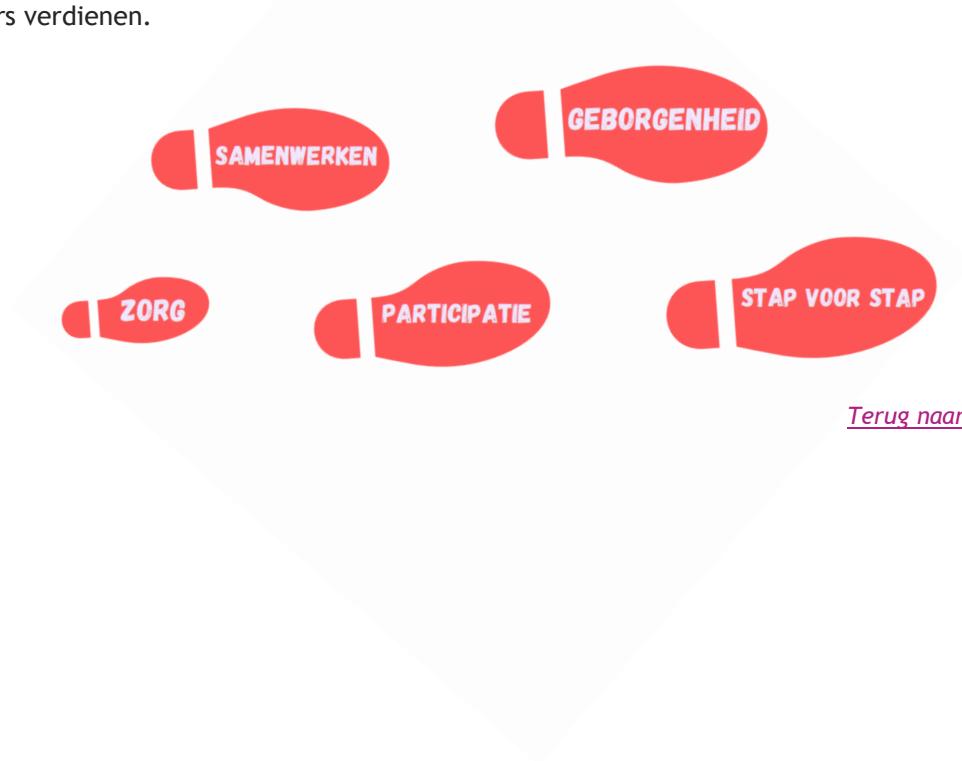 rs verdienen.
SAMENWERKEN
GEBORGENHEID
ZORG
PARTICIPATIE
STAP VOOR STAP
Terug naar